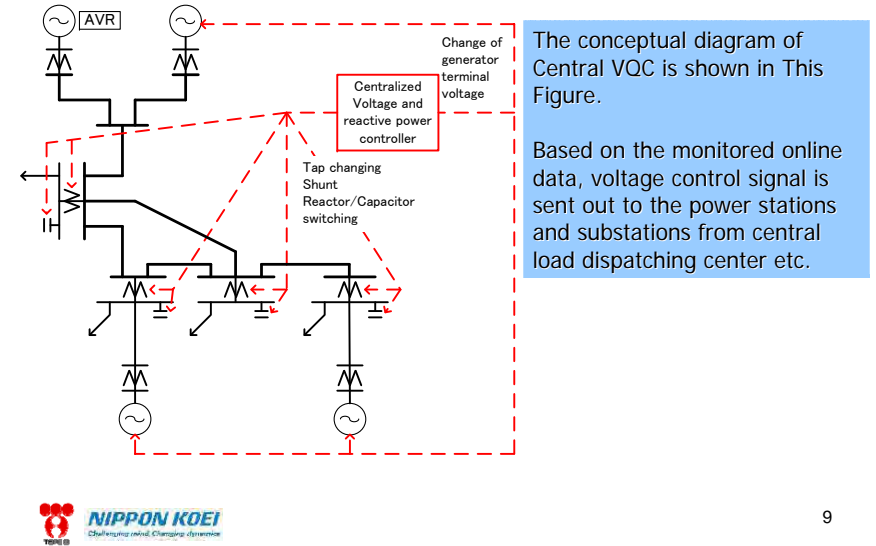 AVR
Change of
generator
terminal
voltage
Centralized
Voltage and
reactive power
controller
Tap changing
Shunt
Reactor/Capacitor
switching
The conceptual diagram of
Central VQC is shown in This
Figure.
Based on the monitored online
data, voltage control signal is
sent out to the power stations
and substations from central
load dispatching center etc.
NIPPON KOEI
Challenging mind, Changing dynamics
9